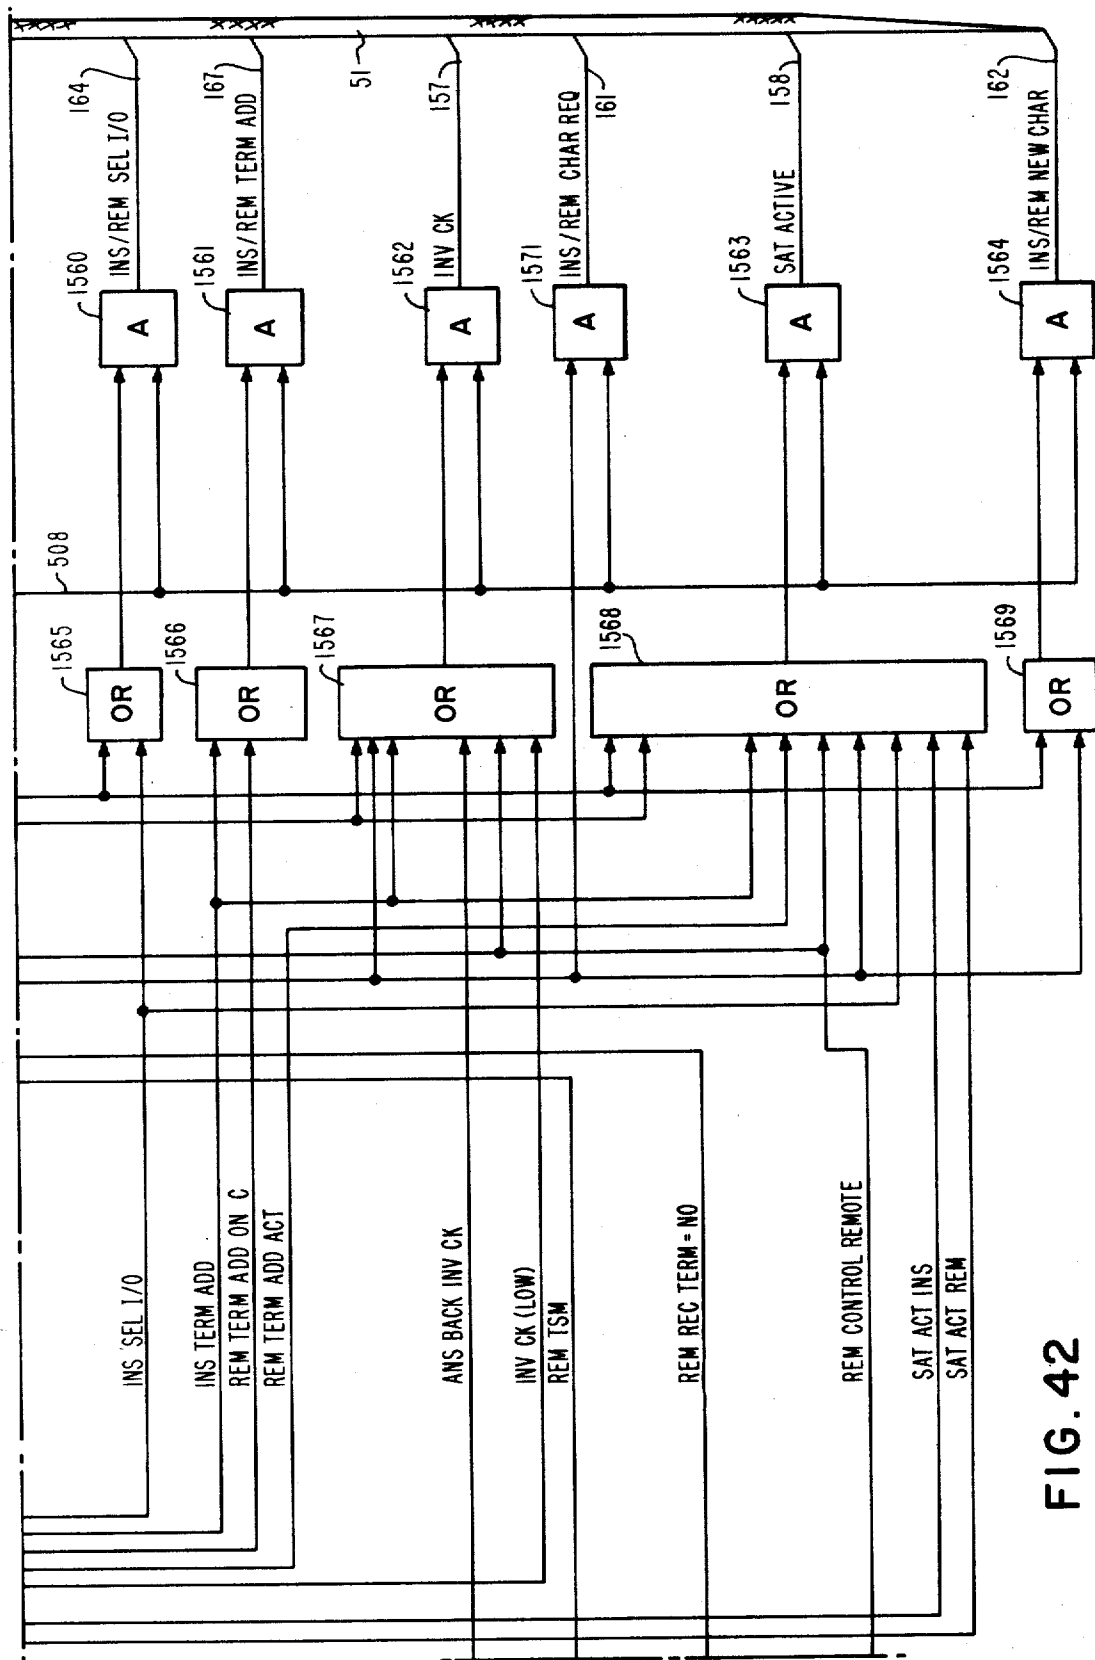 INS SEL I/O
INS TERM ADD
REM TERM ADD ON C
REM TERM ADD ACT
ANS BACK INV CK
INV CK (LOW)
REM TSM
REM REC TERM = NO
REM CONTROL REMOTE
SAT ACT INS
SAT ACT REM
OR
1565
OR
1566
OR
1567
OR
1568
OR
1569
508
A
1560
INS/REM SEL I/O
164
A
1561
INS/REM TERM ADD
167
51
A
1562
INV CK
157
A
1571
INS/REM CHAR REQ
161
A
1563
SAT ACTIVE
158
A
1564
INS/REM NEW CHAR
162
FIG. 42